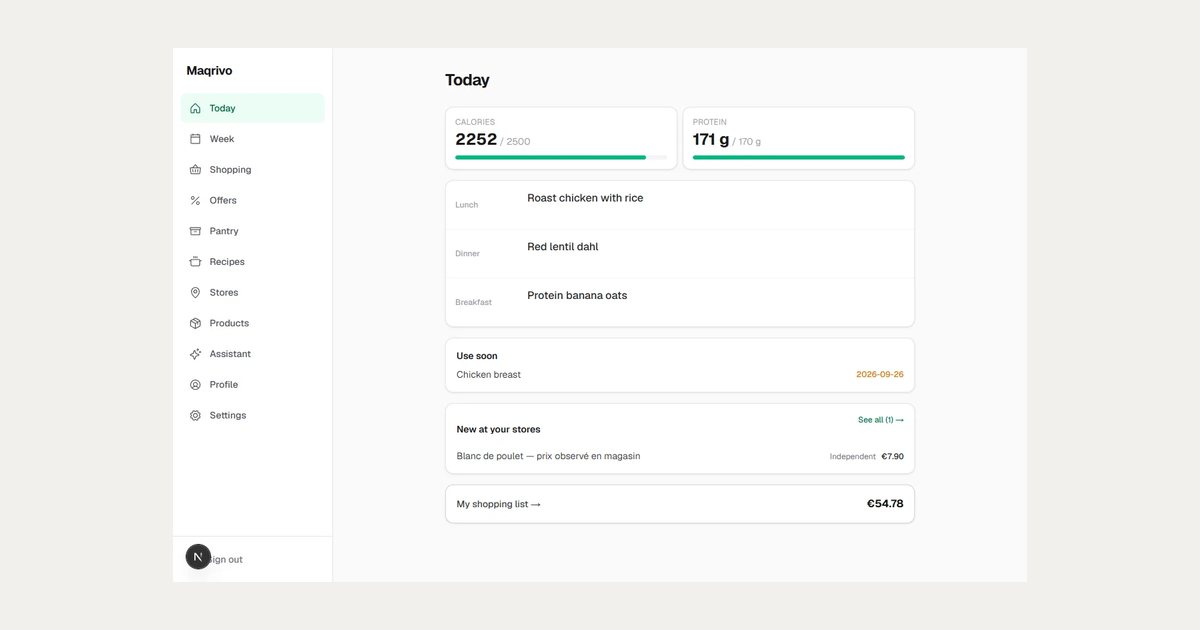 Maqrivo
Today
Week
Shopping
Offers
Pantry
Recipes
Stores
Products
Assistant
Profile
Settings
N
ign out
Today
CALORIES
2252 / 2500
PROTEIN
171 g / 170 g
Lunch Roast chicken with rice
Dinner Red lentil dahl
Breakfast Protein banana oats
Use soon
Chicken breast 2026-09-26
See all (1) →
New at your stores
Blanc de poulet — prix observé en magasin Independent €7.90
My shopping list → €54.78